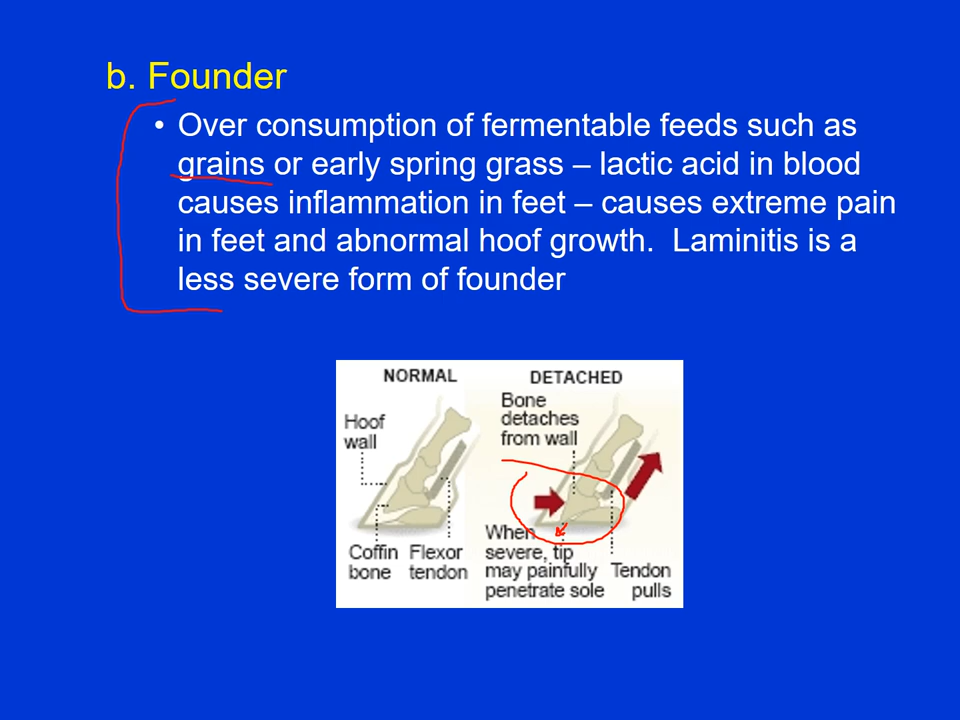 b. Founder
• Over consumption of fermentable feeds such as
grains or early spring grass – lactic acid in blood
causes inflammation in feet – causes extreme pain
in feet and abnormal hoof growth.  Laminitis is a
less severe form of founder
NORMAL
Hoof
wall
Coffin
bone
Flexor
tendon
DETACHED
Bone
detaches
from wall
When
severe, tip
may painfully
penetrate sole
Tendon
pulls